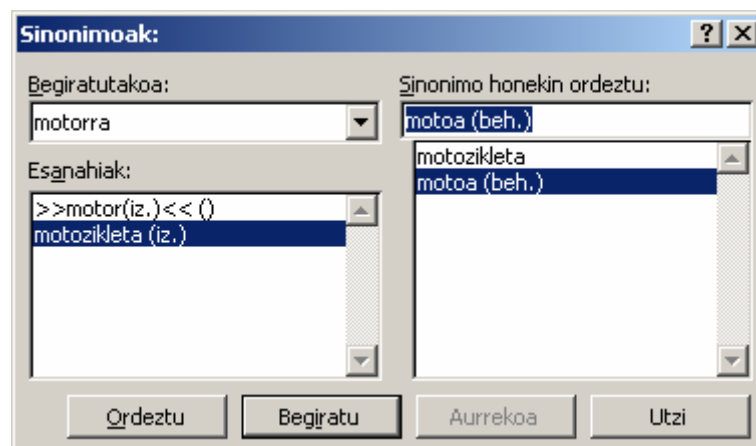 Sinonimoak:
Begiratutakoa:
motorra
Esanahiak:
>>motor(iz.)<< ()
motozikleta (iz.)
Sinonimo honekin ordeztu:
motoa (beh.)
motozikleta
motoa (beh.)
Ordeztu
Begiratu
Aurrekoa
Utzi